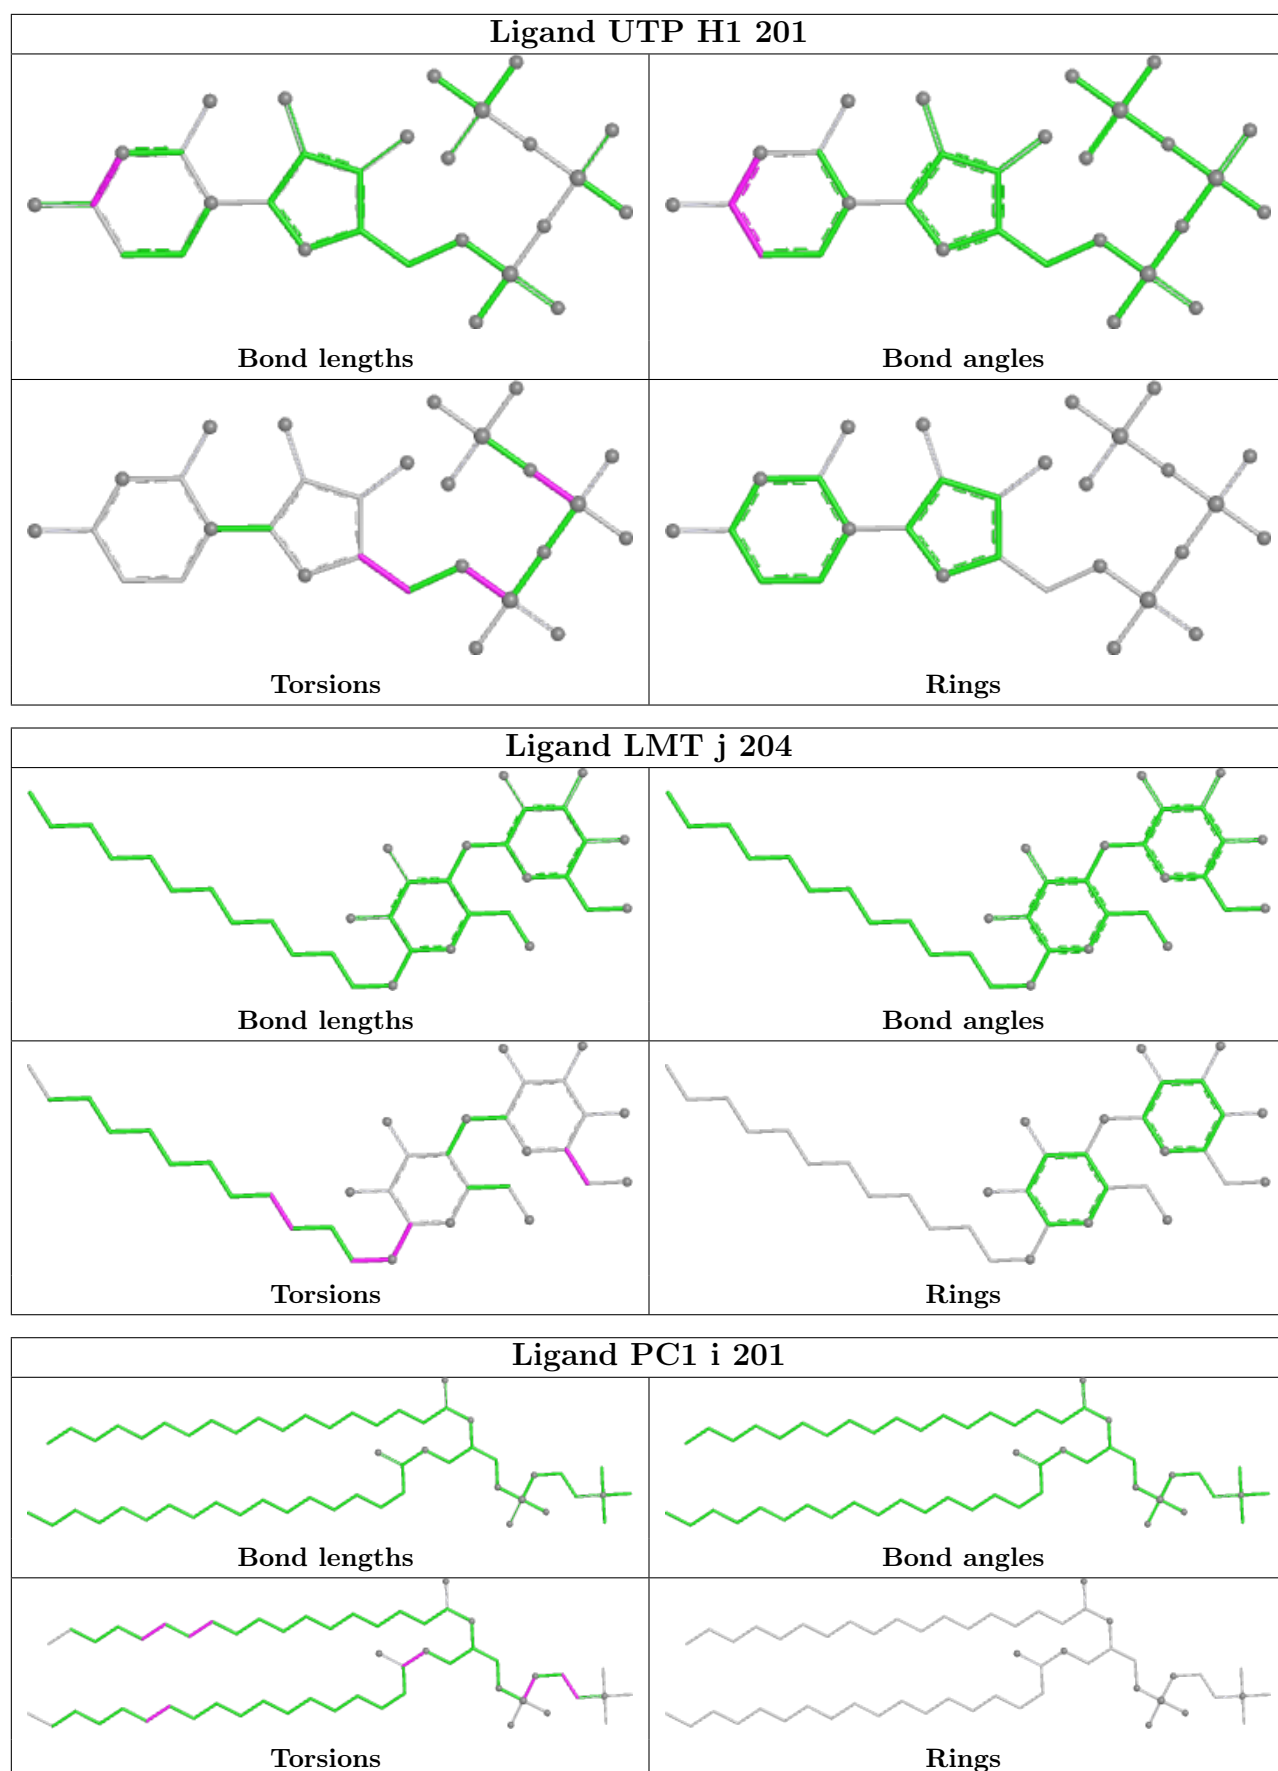 Ligand UTP H1 201
Bond lengths
Bond angles
Torsions
Rings
Ligand LMT j 204
Bond lengths
Bond angles
Torsions
Rings
Ligand PC1 i 201
Bond lengths
Bond angles
Torsions
Rings